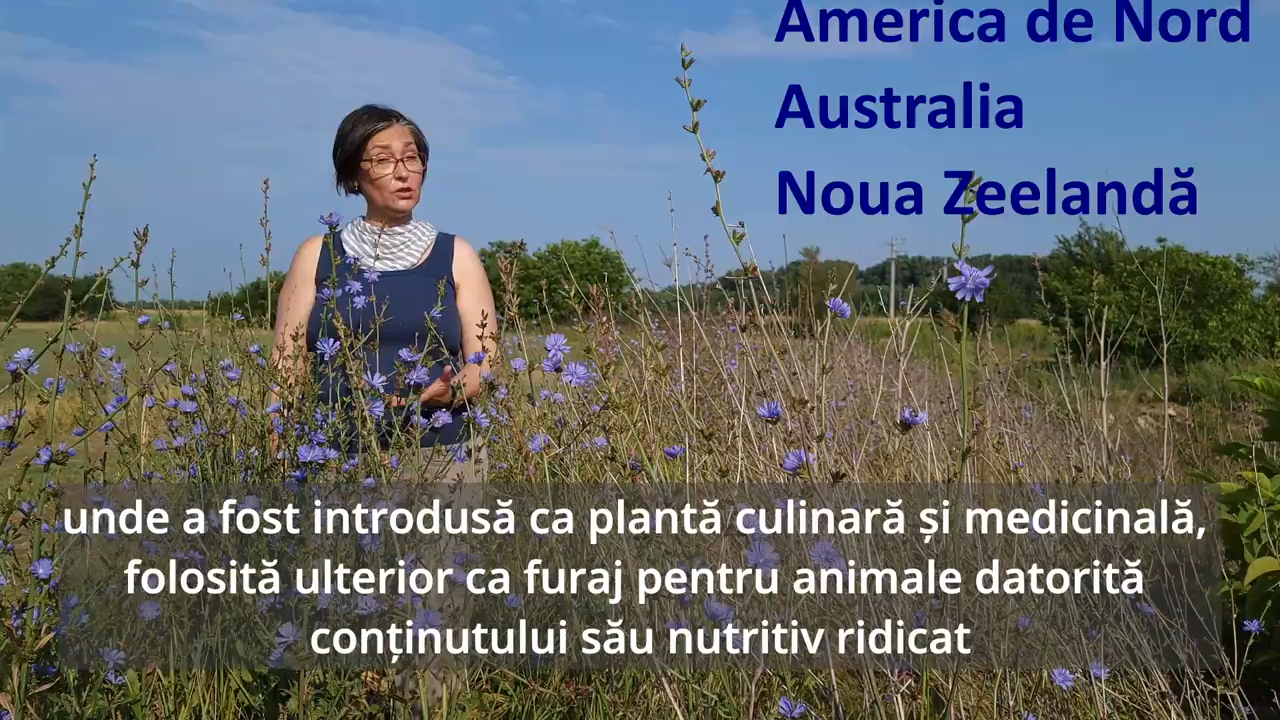 America de Nord
Australia
Noua Zeelandă
unde a fost introdusă ca plantă culinară și medicinală,
folosită ulterior ca furaj pentru animale datorită
conținutului său nutritiv ridicat